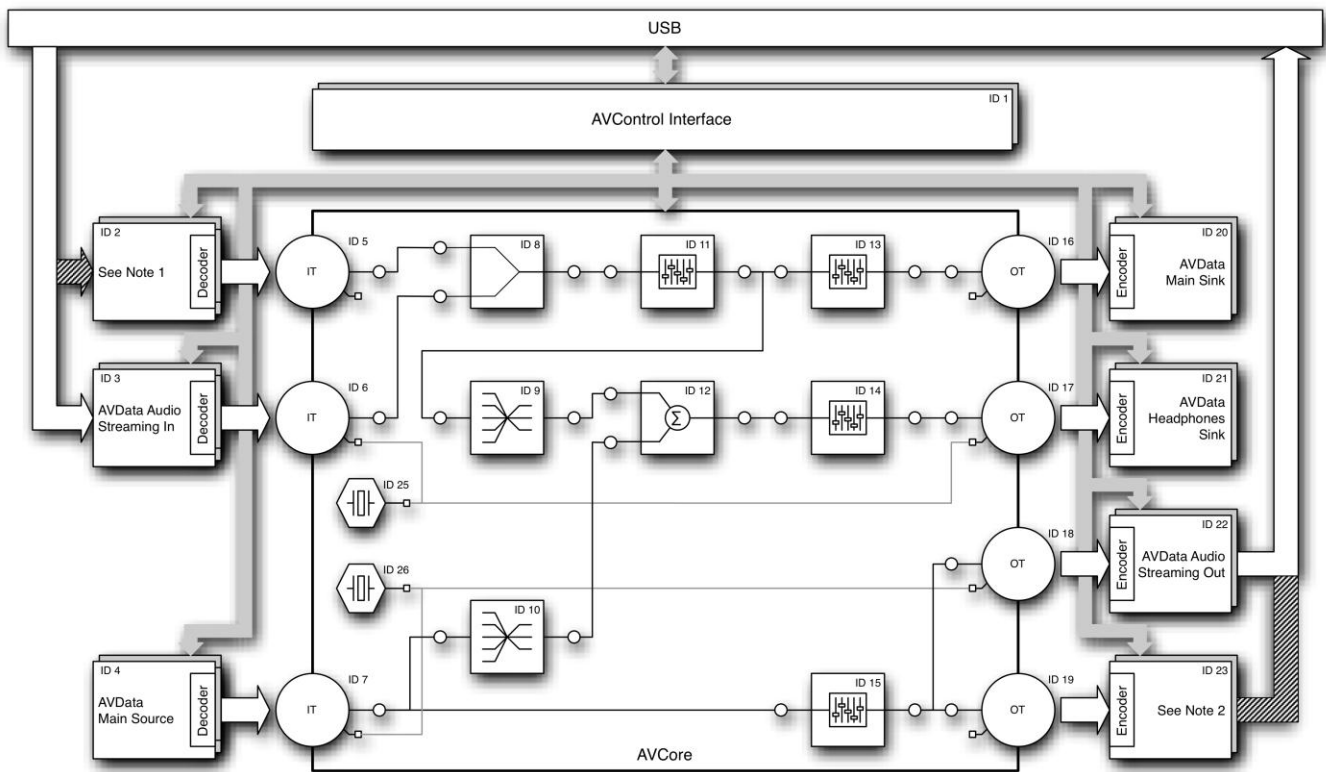 USB
ID 1
AVControl Interface
ID 2
See Note 1
Decoder
ID 5
IT
ID 8
ID 11
ID 13
ID 16
OT
Encoder
ID 20
AVData
Main Sink
ID 3
AVData Audio
Streaming In
Decoder
ID 6
IT
ID 9
ID 12
Σ
ID 14
ID 17
OT
Encoder
ID 21
AVData
Headphones
Sink
ID 25
ID 18
OT
Encoder
ID 22
AVData Audio
Streaming Out
ID 26
ID 10
ID 4
AVData
Main Source
Decoder
ID 7
IT
ID 15
ID 19
OT
Encoder
ID 23
See Note 2
AVCore